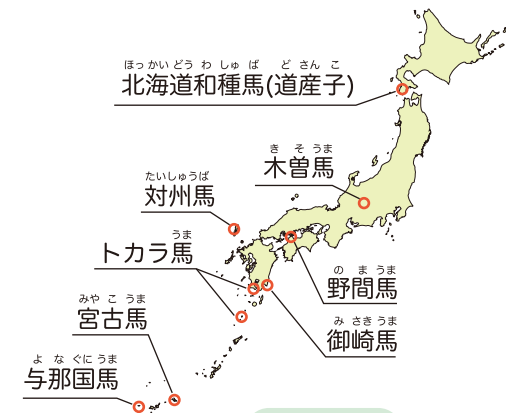 ほっかいどうわしゅば どさんこ
北海道和種馬(道産子)
きそうま
木曽馬
たいしゅうば
対州馬
うま
トカラ馬
のまうま
野間馬
みやこうま
宮古馬
みさきうま
御崎馬
よなぐにうま
与那国馬